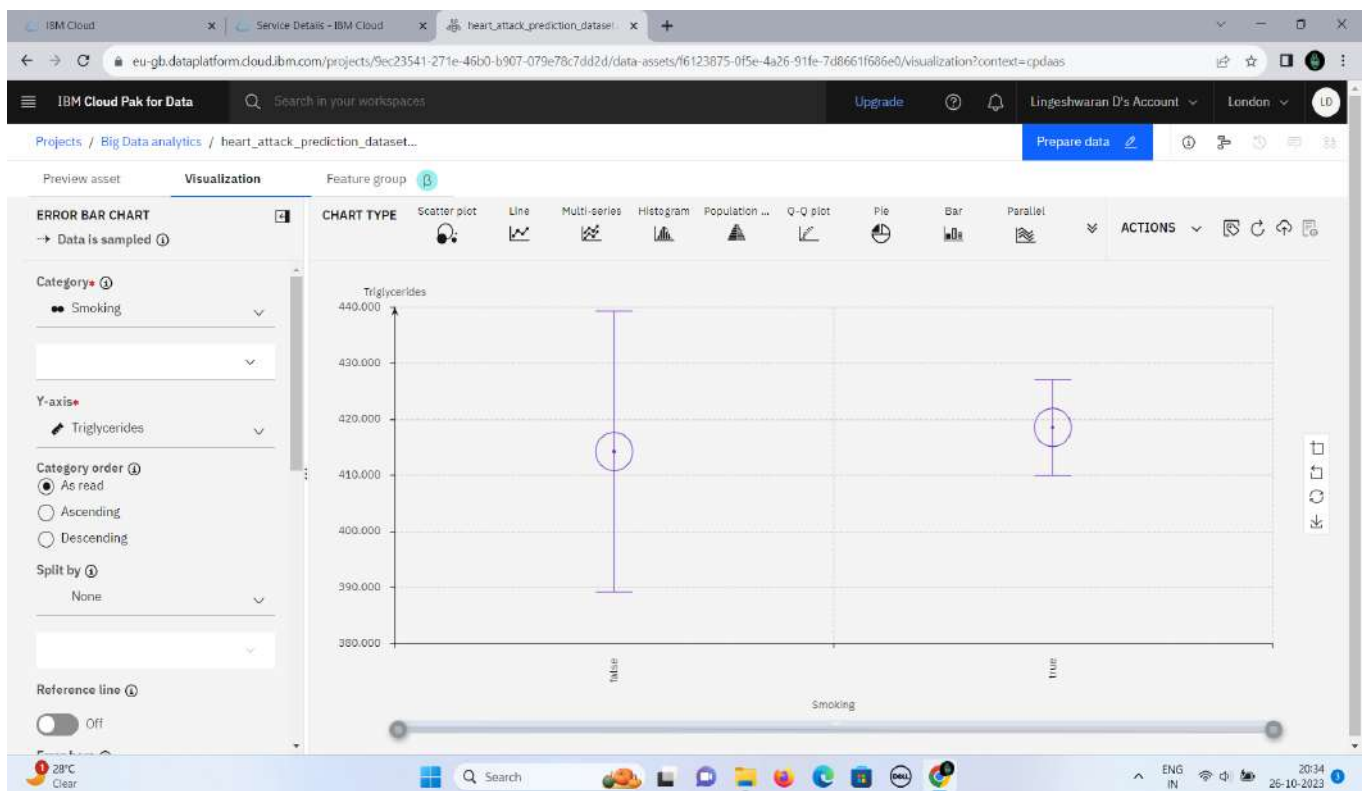 IBM Cloud
Service Details - IBM Cloud
heart_attack_prediction_dataset
eu-gb.dataplatform.cloud.ibm.com/projects/9ec23541-271e-46b0-b907-079e78c7dd2d/data-assets/f6123875-0f5e-4a26-91fe-7d8661f686e0/visualization?context=cpdaas
IBM Cloud Pak for Data
Search in your workspaces
Upgrade
Lingeshwaran D's Account
London
LD
Projects / Big Data analytics / heart_attack_prediction_dataset...
Prepare data
Preview asset
Visualization
Feature group β
ERROR BAR CHART
→ Data is sampled
CHART TYPE
Scatter plot
Line
Multi-series
Histogram
Population ...
Q-Q plot
Pie
Bar
Parallel
ACTIONS
Category*
Smoking
Y-axis*
Triglycerides
Category order
As read
Ascending
Descending
Split by
None
Reference line
Off
Triglycerides
440.000
430.000
420.000
410.000
400.000
390.000
380.000
false
true
Smoking
1
28°C
Clear
Search
DELL
ENG
IN
20:34
26-10-2023